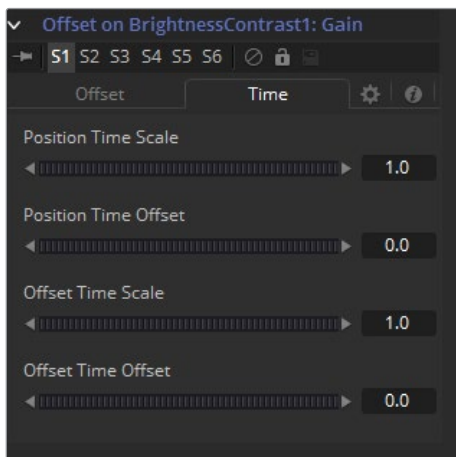 Offset on BrightnessContrast1: Gain
S1 S2 S3 S4 S5 S6
Offset Time
Position Time Scale
1.0
Position Time Offset
0.0
Offset Time Scale
1.0
Offset Time Offset
0.0